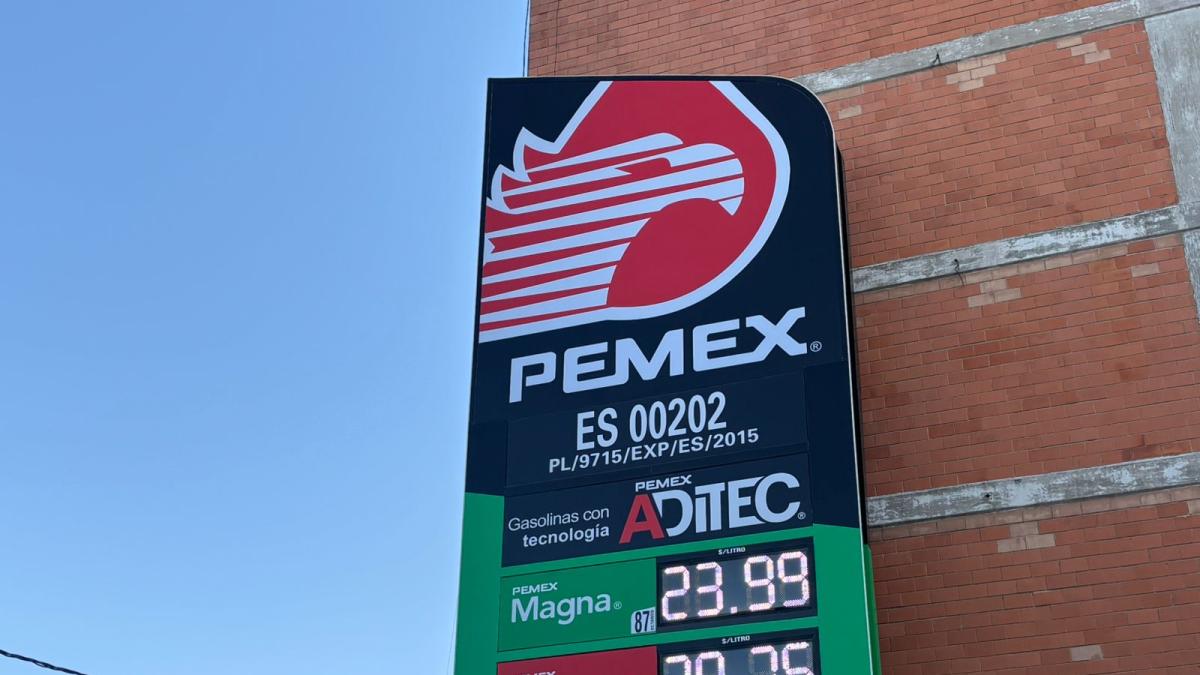 PEMEX®
ES 00202
PL/9715/EXP/ES/2015
Gasolinas con
tecnología
PEMEX
ADITEC®
$/LITRO
PEMEX
Magna®
87
23.99
$/LITRO
PEMEX